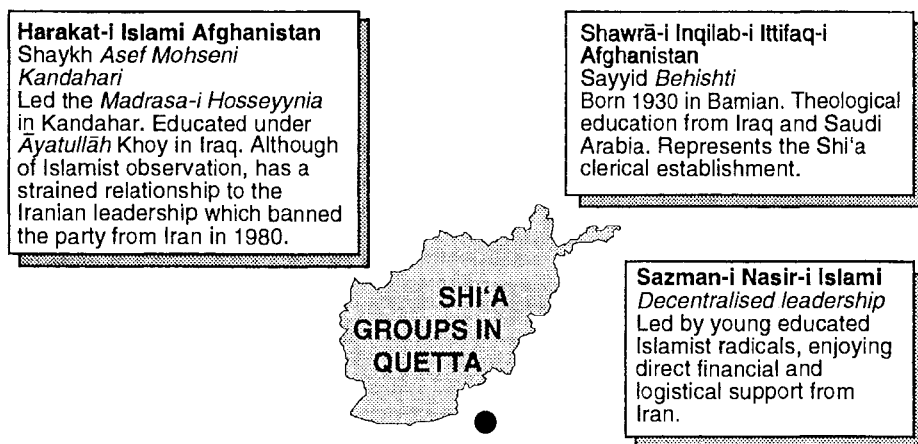 Harakat-i Islami Afghanistan
Shaykh Asef Mohseni
Kandahari
Led the Madrasa-i Hosseyynia
in Kandahar. Educated under
Āyatullāh Khoy in Iraq. Although
of Islamist observation, has a
strained relationship to the
Iranian leadership which banned
the party from Iran in 1980.
Shawrā-i Inqilab-i Ittifaq-i
Afghanistan
Sayyid Behishti
Born 1930 in Bamian. Theological
education from Iraq and Saudi
Arabia. Represents the Shi'a
clerical establishment.
SHI'A
GROUPS IN
QUETTA
Sazman-i Nasir-i Islami
Decentralised leadership
Led by young educated
Islamist radicals, enjoying
direct financial and
logistical support from
Iran.